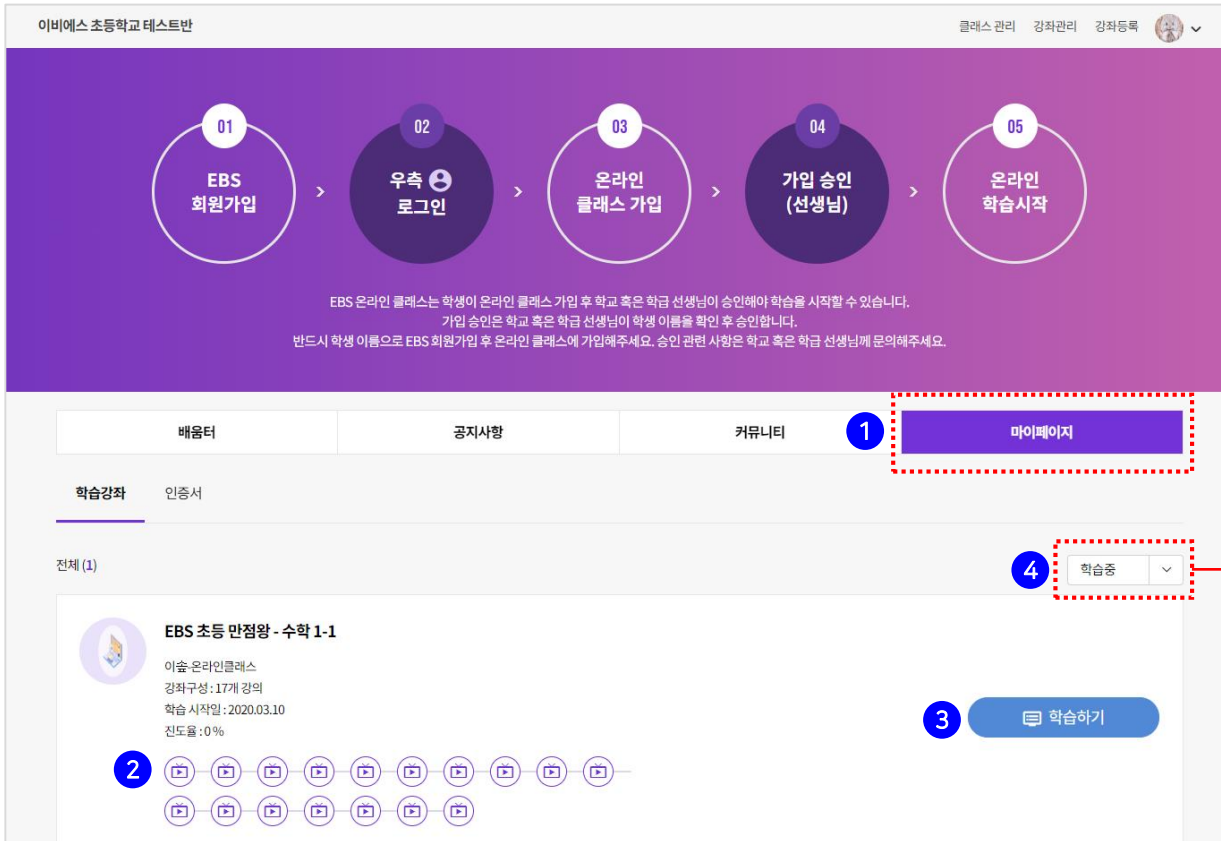 이비에스 초등학교 테스트반
클래스 관리 강좌관리 강좌등록
01
EBS
회원가입
>
02
우측
로그인
>
03
온라인
클래스 가입
>
04
가입 승인
(선생님)
>
05
온라인
학습시작
EBS 온라인 클래스는 학생이 온라인 클래스 가입 후 학교 혹은 학급 선생님이 승인해야 학습을 시작할 수 있습니다.
가입 승인은 학교 혹은 학급 선생님이 학생 이름을 확인 후 승인합니다.
반드시 학생 이름으로 EBS 회원가입 후 온라인 클래스에 가입해주세요. 승인 관련 사항은 학교 혹은 학급 선생님께 문의해주세요.
배움터 공지사항 커뮤니티 1 마이페이지
학습강좌 인증서
전체 (1)
4 학습중
EBS 초등 만점왕 - 수학 1-1
이솦-온라인클래스
강좌구성 : 17개 강의
학습 시작일 : 2020.03.10
진도율 : 0 %
3 학습하기
2